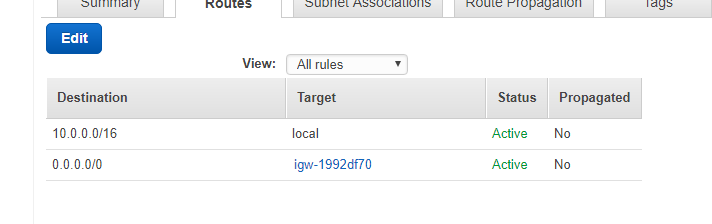 Summary Routes Subnet Associations Route Propagation Tags
Edit
View: All rules
Destination Target Status Propagated
10.0.0.0/16 local Active No
0.0.0.0/0 igw-1992df70 Active No